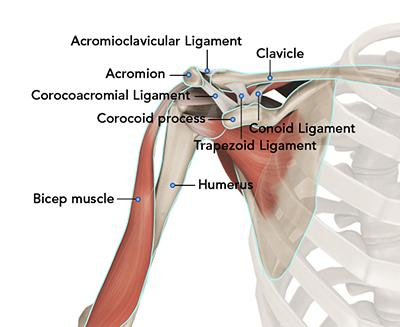 Acromioclavicular Ligament
Clavicle
Acromion
Corocoacromial Ligament
Corocoid process
Conoid Ligament
Trapezoid Ligament
Humerus
Bicep muscle